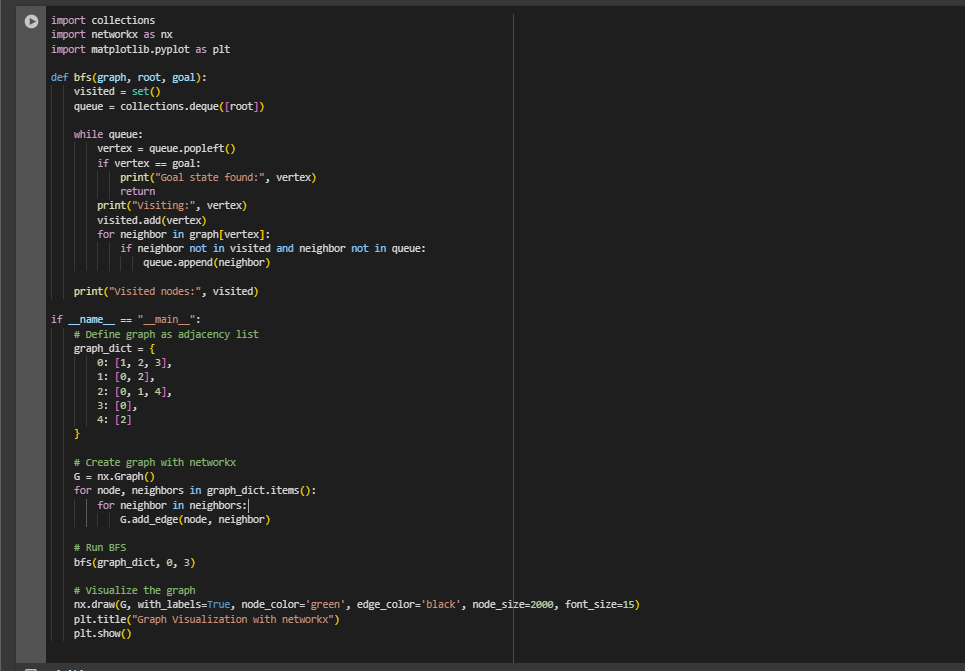 import collections
import networkx as nx
import matplotlib.pyplot as plt
def bfs(graph, root, goal):
visited = set()
queue = collections.deque([root])
while queue:
vertex = queue.popleft()
if vertex == goal:
print("Goal state found:", vertex)
return
print("Visiting:", vertex)
visited.add(vertex)
for neighbor in graph[vertex]:
if neighbor not in visited and neighbor not in queue:
queue.append(neighbor)
print("Visited nodes:", visited)
if __name__ == "__main__":
# Define graph as adjacency list
graph_dict = {
0: [1, 2, 3],
1: [0, 2],
2: [0, 1, 4],
3: [0],
4: [2]
}
# Create graph with networkx
G = nx.Graph()
for node, neighbors in graph_dict.items():
for neighbor in neighbors:
G.add_edge(node, neighbor)
# Run BFS
bfs(graph_dict, 0, 3)
# Visualize the graph
nx.draw(G, with_labels=True, node_color='green', edge_color='black', node_size=2000, font_size=15)
plt.title("Graph Visualization with networkx")
plt.show()